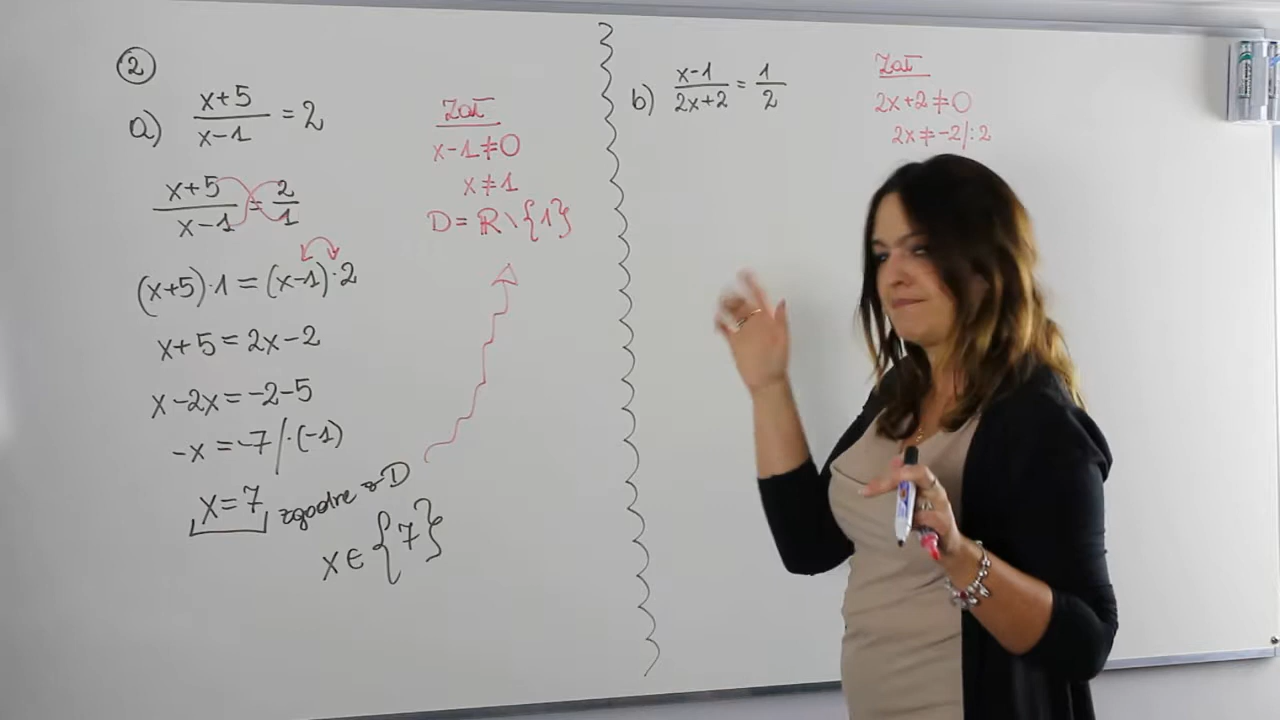 2
a) x+5/x-1 = 2
x+5/x-1 = 2/1
(x+5)·1 = (x-1)·2
x+5 = 2x-2
x-2x = -2-5
-x = -7 /·(-1)
x = 7 zgodne z D
x ∈ {7}
Zał
x-1≠0
x≠1
D = ℝ \ {1}
b) x-1/2x+2 = 1/2
Zał
2x+2≠0
2x≠-2 /:2